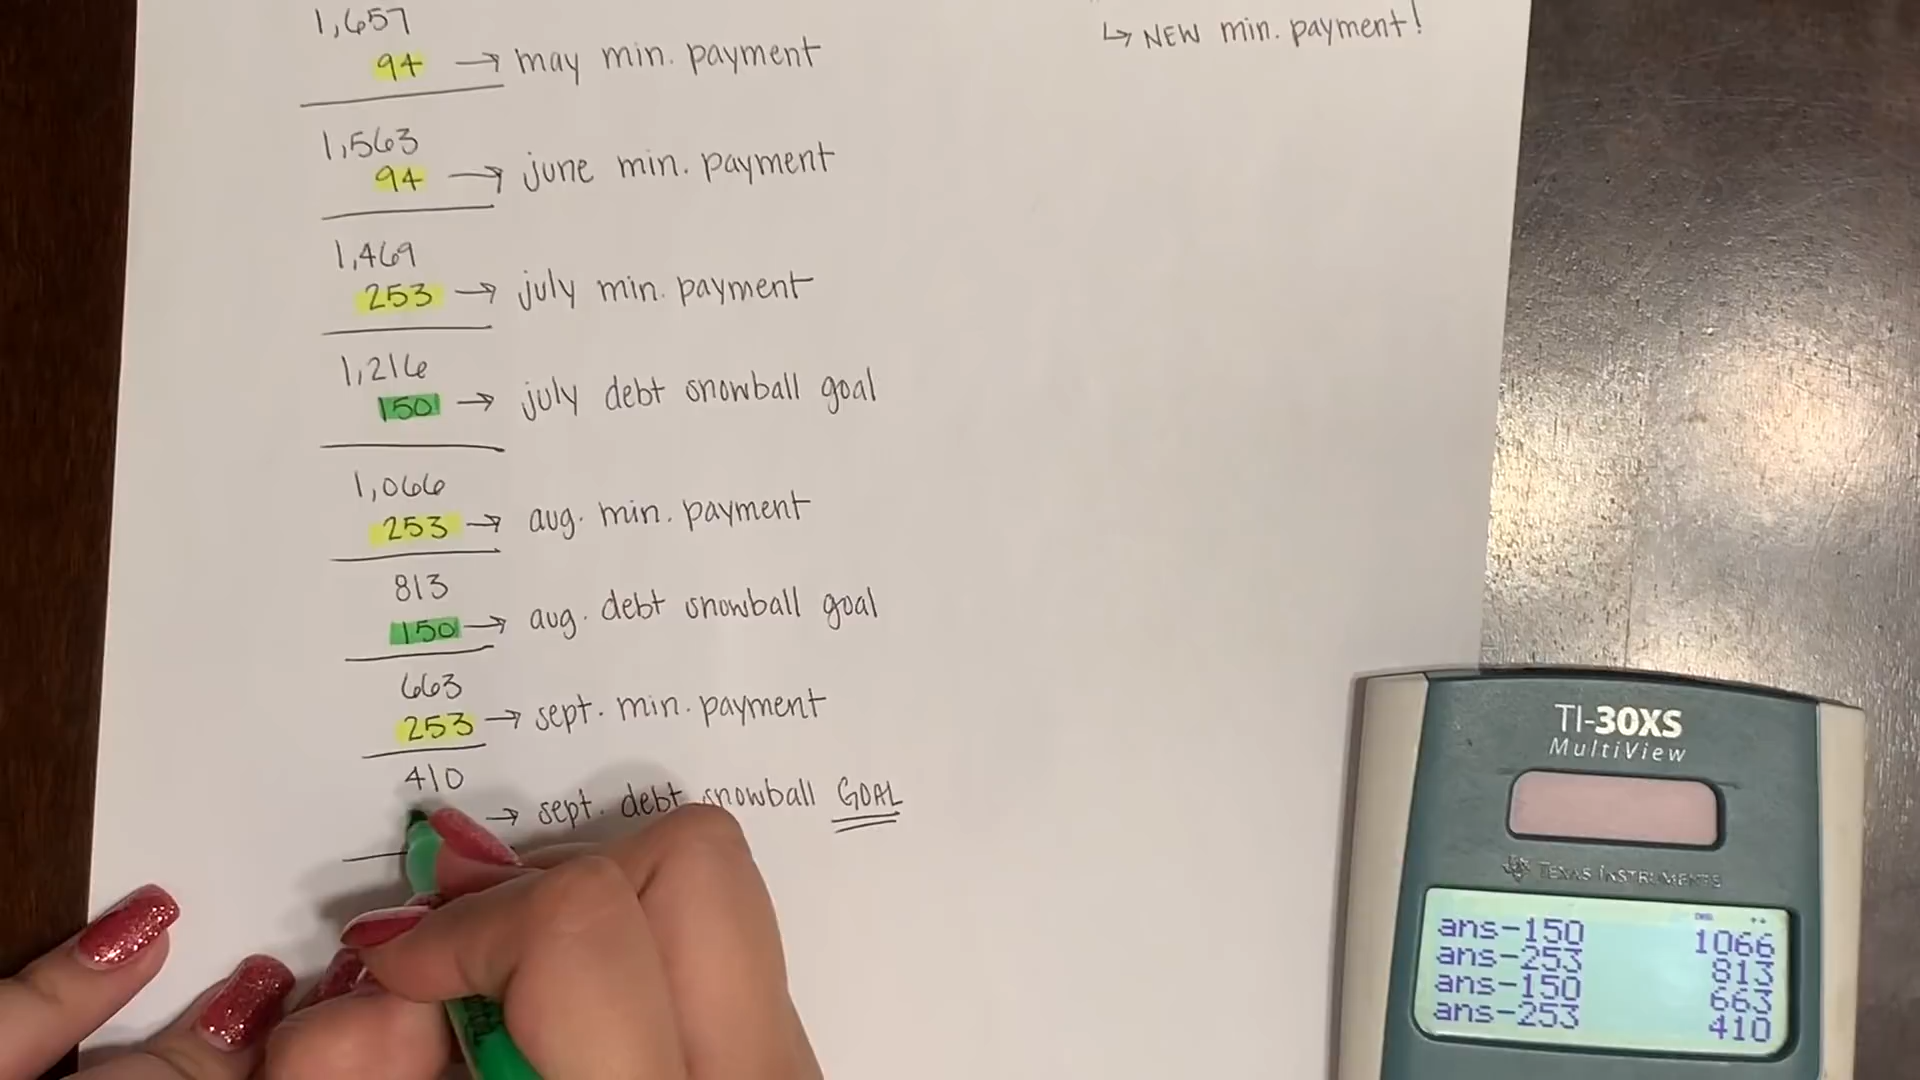 1,657
94 → may min. payment
1,563
94 → june min. payment
1,469
253 → july min. payment
1,216
150 → july debt snowball goal
1,066
253 → aug. min. payment
813
150 → aug. debt snowball goal
663
253 → sept. min. payment
410
→ sept. debt snowball GOAL
↳ NEW min. payment!
TI-30XS
MultiView
TEXAS INSTRUMENTS
DEG
ans-150 1066
ans-253 813
ans-150 663
ans-253 410